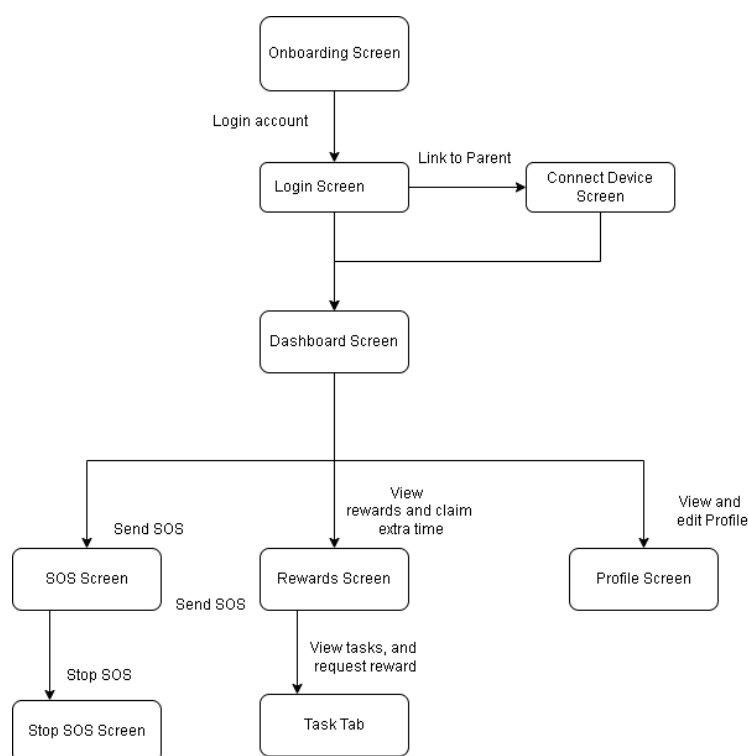 Onboarding Screen
Login account
Link to Parent
Login Screen
Connect Device
Screen
Dashboard Screen
View
rewards and claim
extra time
View and
edit Profile
Send SOS
SOS Screen
Rewards Screen
Profile Screen
Send SOS
View tasks, and
request reward
Stop SOS
Task Tab
Stop SOS Screen